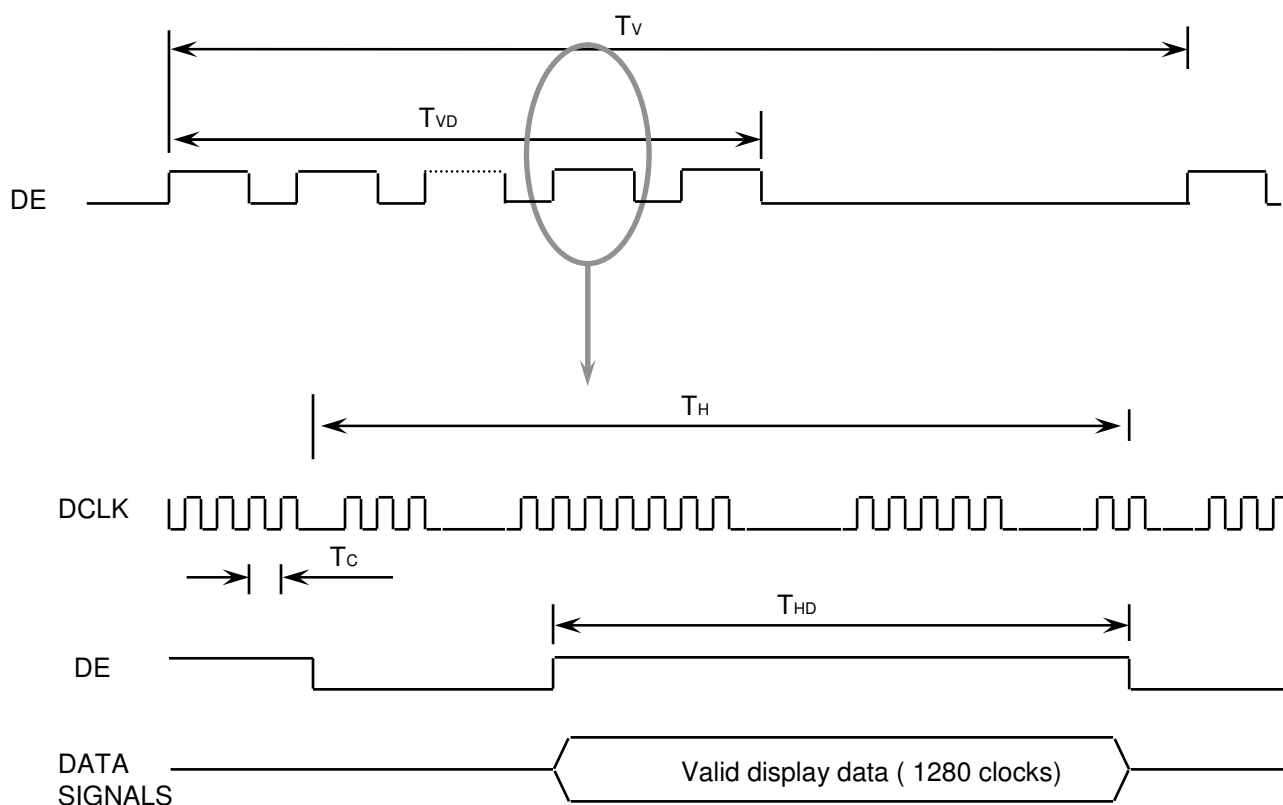 TV
TVD
DE
TH
DCLK
TC
THD
DE
Valid display data ( 1280 clocks)
DATA
SIGNALS